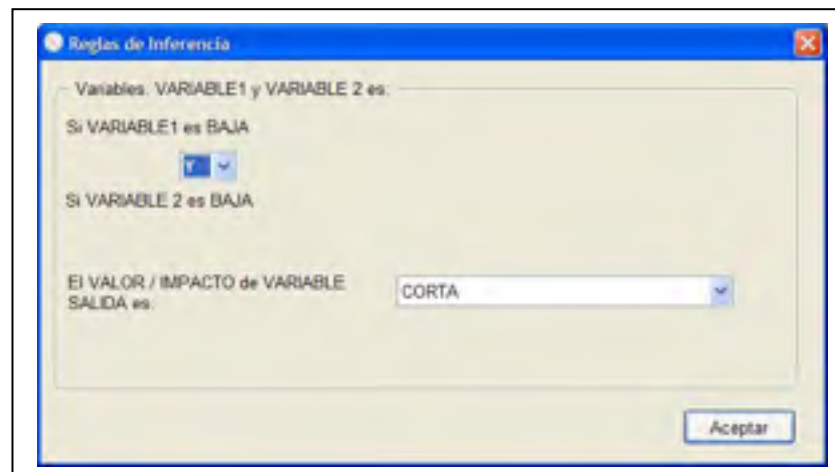 Reglas de Inferencia
Variables: VARIABLE1 y VARIABLE 2 es:
Si VARIABLE1 es BAJA
Y
Si VARIABLE 2 es BAJA
El VALOR / IMPACTO de VARIABLE
SALIDA es:
CORTA
Aceptar